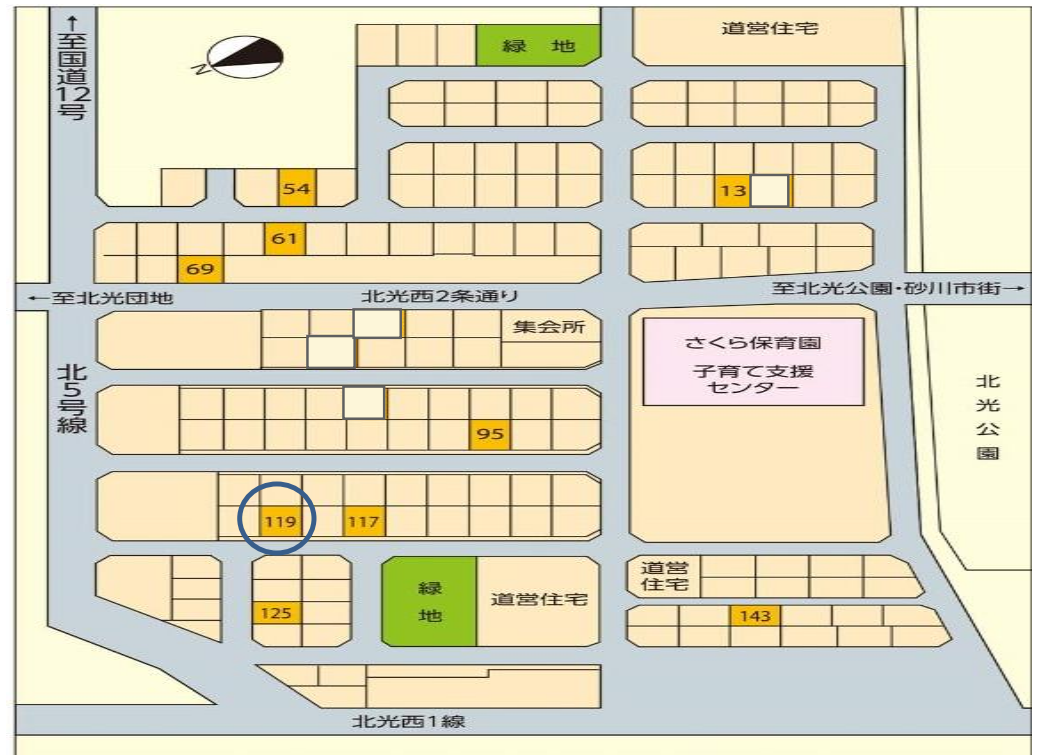 ↑至国道12号
道営住宅
緑 地
N
54
13
61
69
←至北光団地
北光西2条通り
至北光公園・砂川市街→
集会所
さくら保育園
子育て支援
センター
北5号線
北光公園
95
119
117
道営
住宅
緑
地
道営住宅
125
143
北光西1線